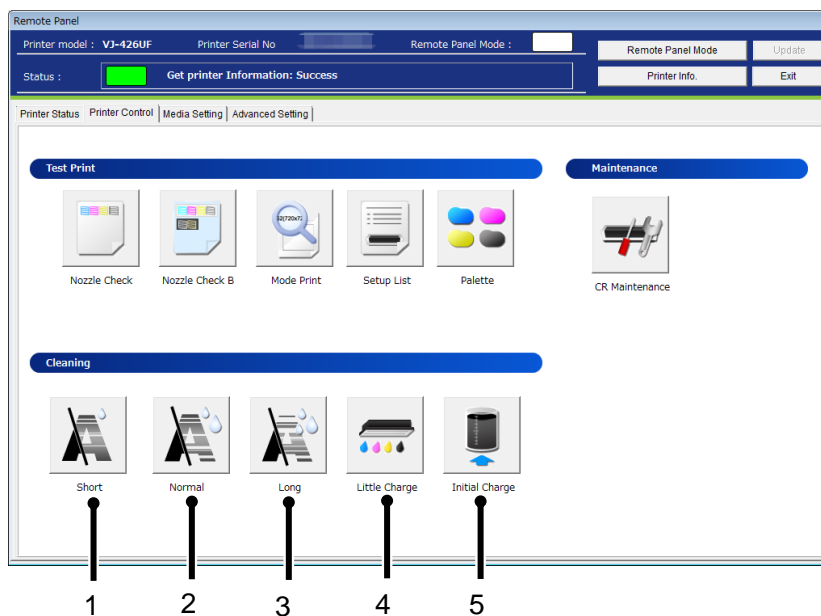 Remote Panel
Printer model : VJ-426UF Printer Serial No Remote Panel Mode :
Remote Panel Mode Update
Status : Get printer Information: Success
Printer Info. Exit
Printer Status Printer Control Media Setting Advanced Setting
Test Print Maintenance
Nozzle Check Nozzle Check B Mode Print Setup List Palette
CR Maintenance
Cleaning
Short Normal Long Little Charge Initial Charge
1 2 3 4 5